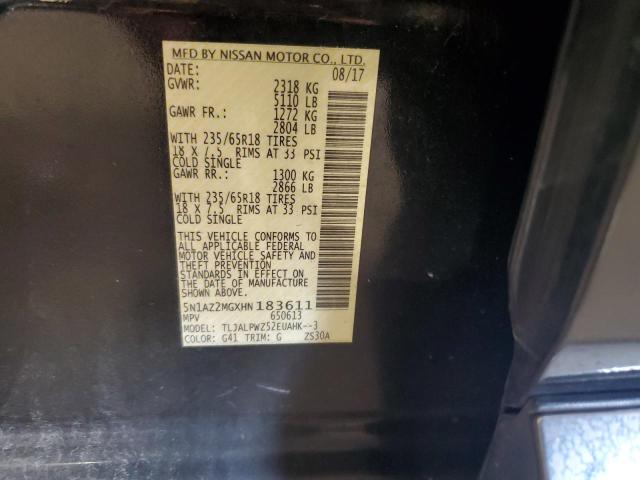 MFD BY NISSAN MOTOR CO., LTD.
DATE: 08/17
GVWR: 2318 KG
5110 LB
GAWR FR.: 1272 KG
2804 LB
WITH 235/65R18 TIRES
18 X 7.5 RIMS AT 33 PSI
COLD SINGLE
GAWR RR.: 1300 KG
2866 LB
WITH 235/65R18 TIRES
18 X 7.5 RIMS AT 33 PSI
COLD SINGLE
THIS VEHICLE CONFORMS TO
ALL APPLICABLE FEDERAL
MOTOR VEHICLE SAFETY AND
THEFT PREVENTION
STANDARDS IN EFFECT ON
THE DATE OF MANUFACTURE
SHOWN ABOVE.
5N1AZ2MGXHN183611
MPV 650613
MODEL: TLJALPWZ52EUAHK--3
COLOR: G41 TRIM: G ZS30A